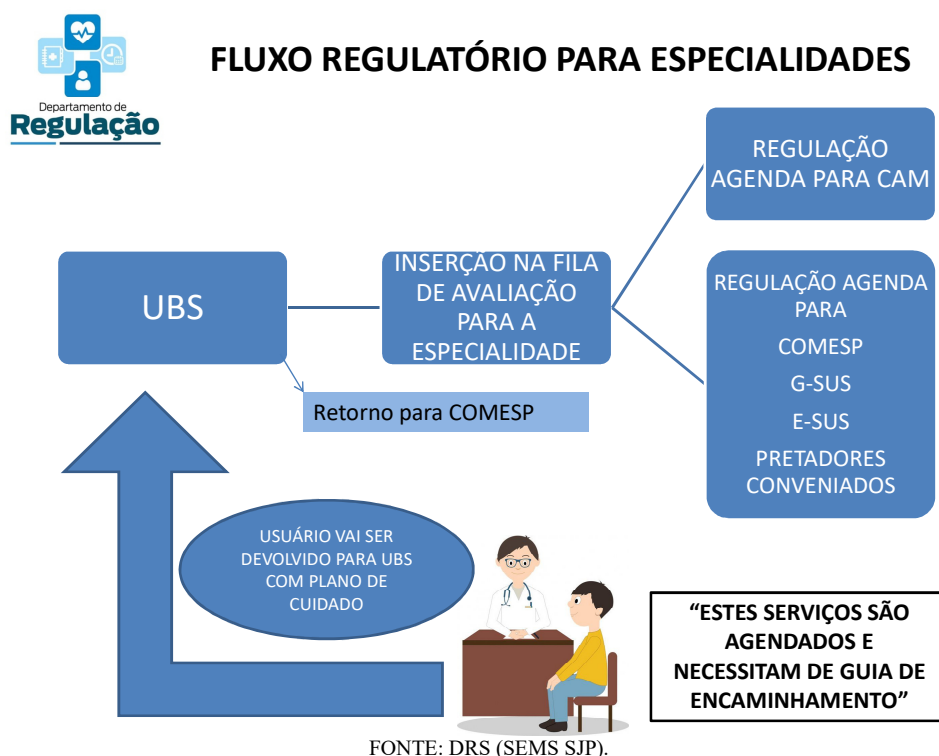 Departamento de
Regulação
FLUXO REGULATÓRIO PARA ESPECIALIDADES
REGULAÇÃO
AGENDA PARA CAM
UBS
INSERÇÃO NA FILA
DE AVALIAÇÃO
PARA A
ESPECIALIDADE
REGULAÇÃO AGENDA
PARA
COMESP
G-SUS
E-SUS
PRETADORES
CONVENIADOS
Retorno para COMESP
USUÁRIO VAI SER
DEVOLVIDO PARA UBS
COM PLANO DE
CUIDADO
“ESTES SERVIÇOS SÃO
AGENDADOS E
NECESSITAM DE GUIA DE
ENCAMINHAMENTO”
FONTE: DRS (SEMS SJP).